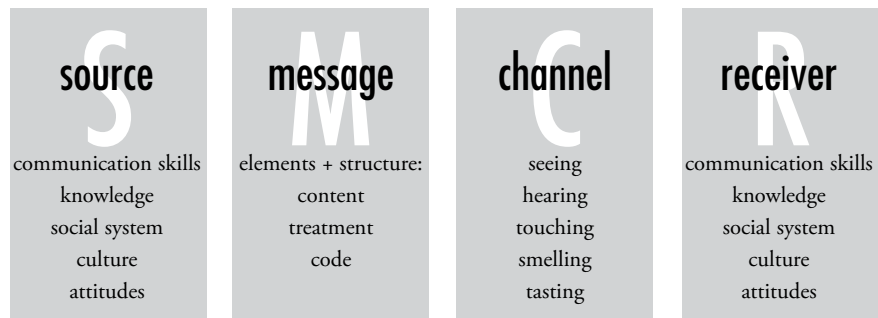 S
source
communication skills
knowledge
social system
culture
attitudes
M
message
elements + structure:
content
treatment
code
C
channel
seeing
hearing
touching
smelling
tasting
R
receiver
communication skills
knowledge
social system
culture
attitudes